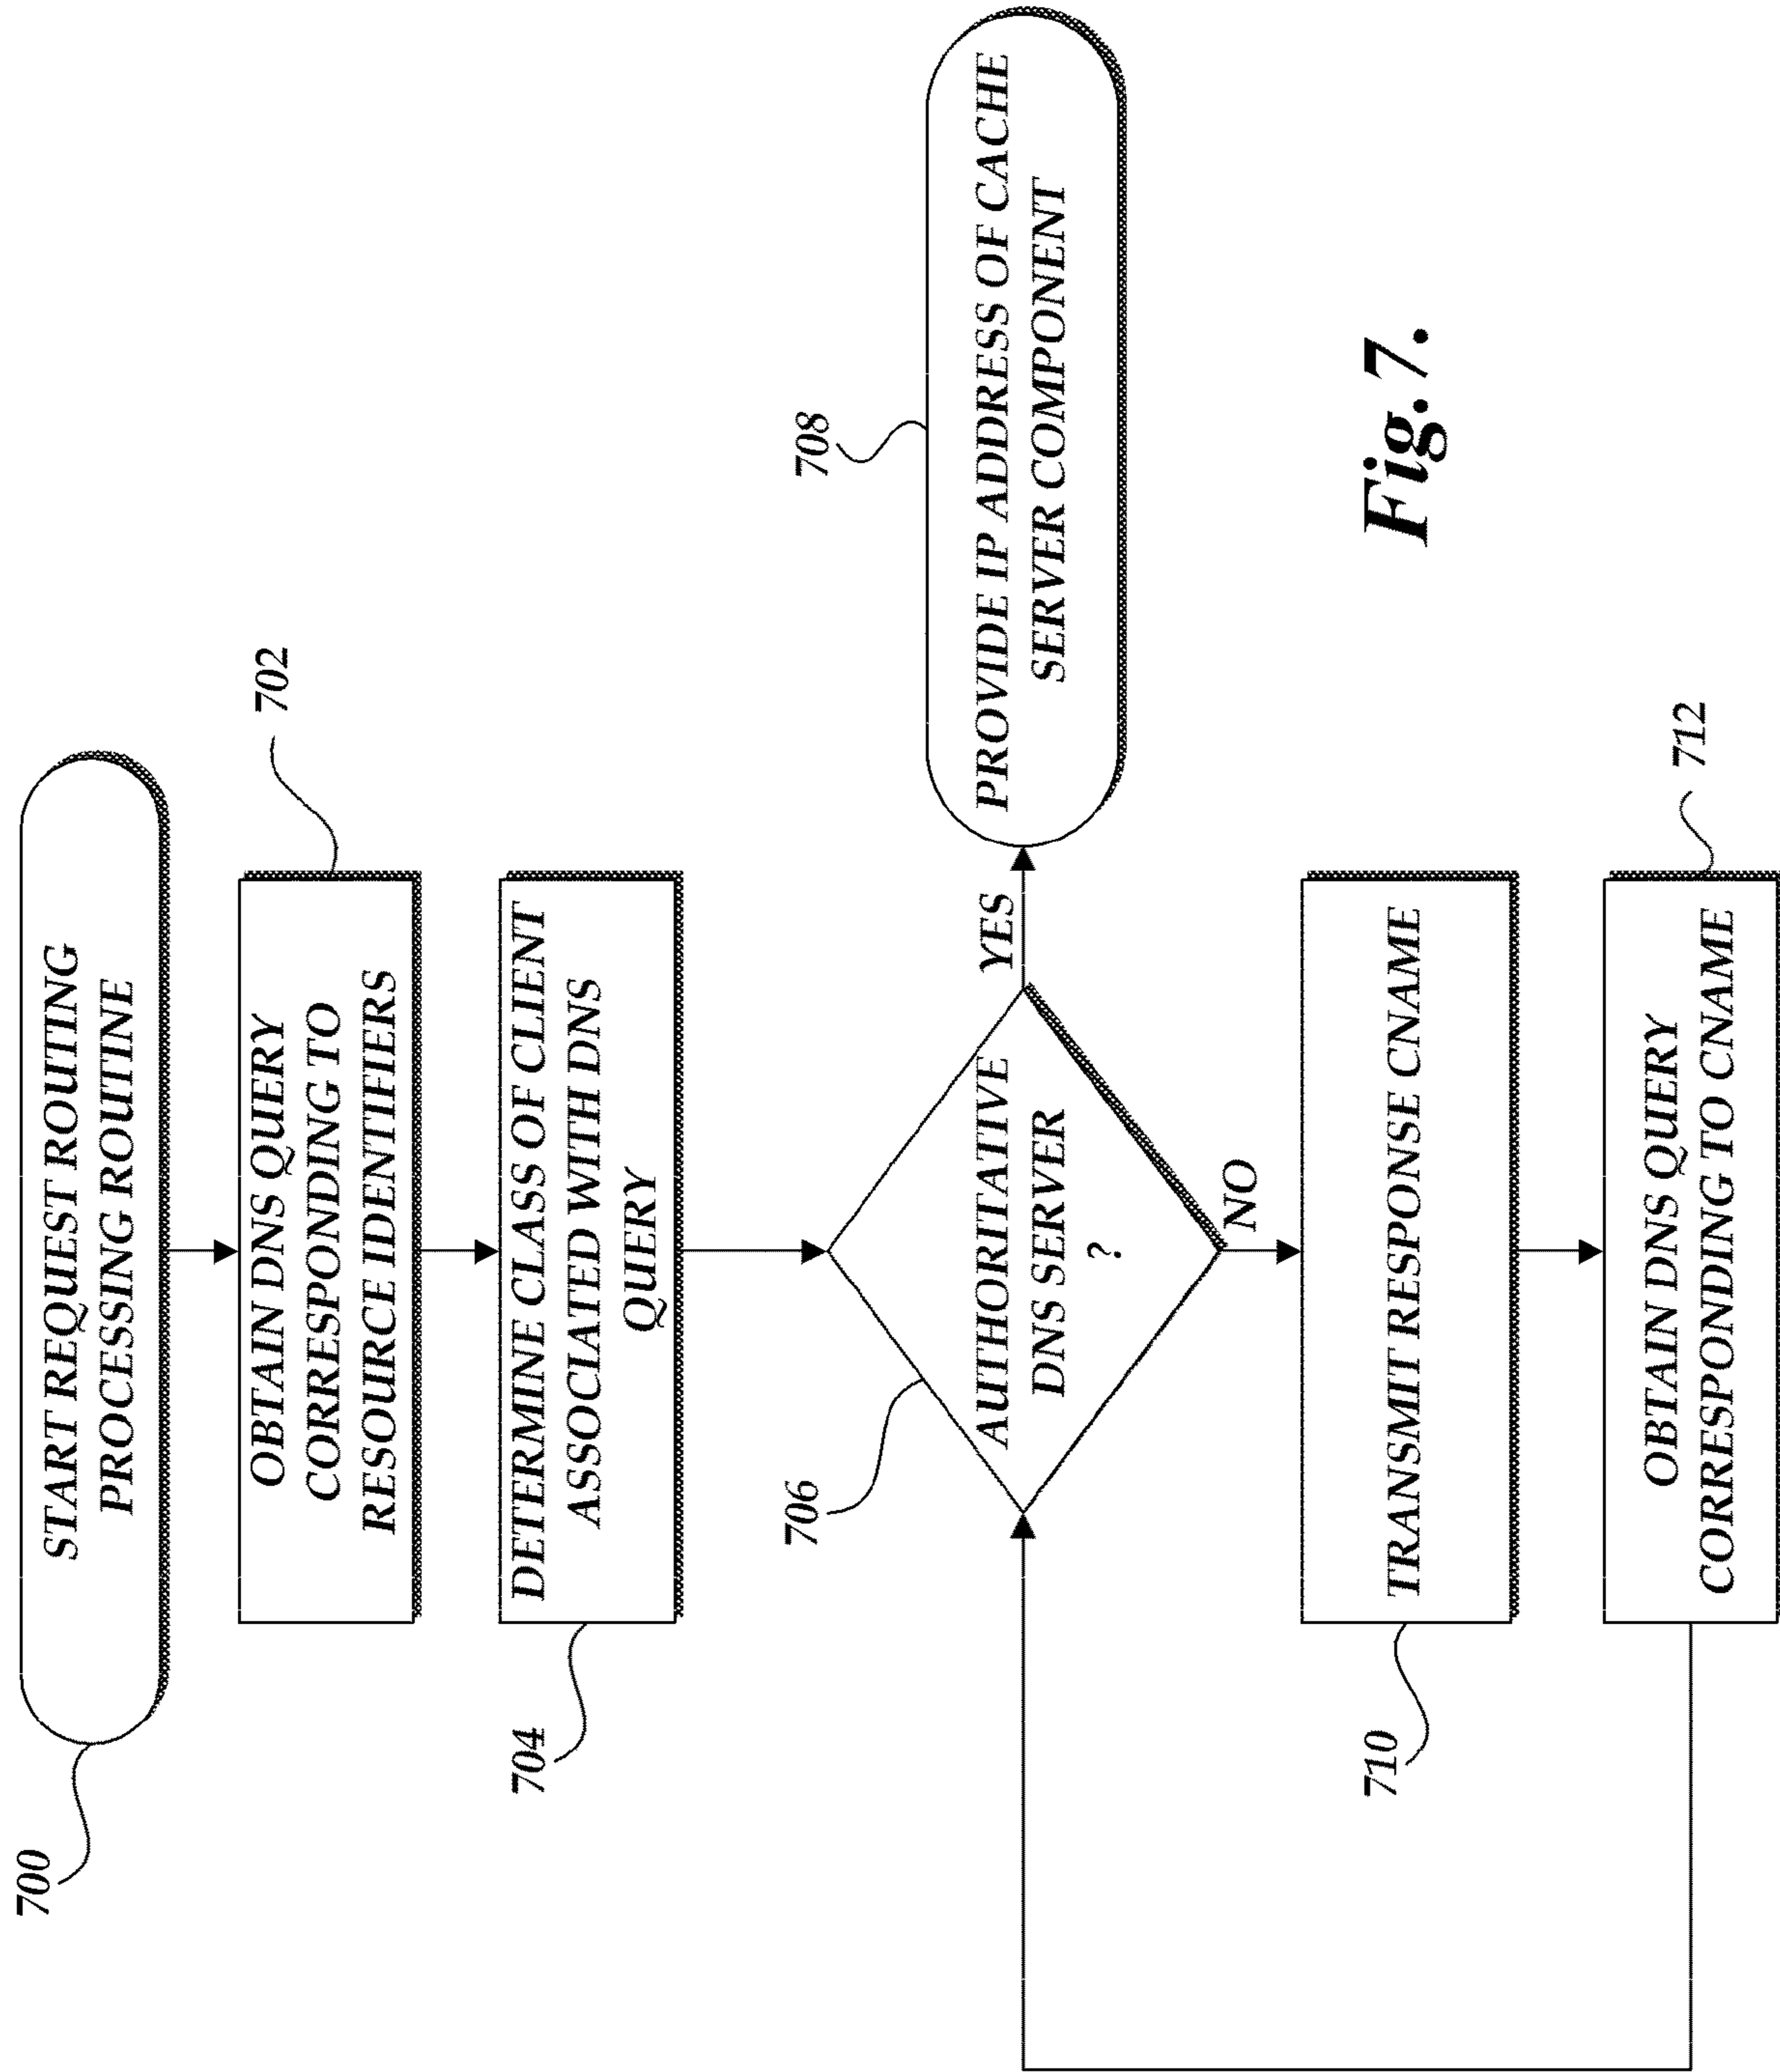 700
START REQUEST ROUTING
PROCESSING ROUTINE
702
OBTAIN DNS QUERY
CORRESPONDING TO
RESOURCE IDENTIFIERS
704
DETERMINE CLASS OF CLIENT
ASSOCIATED WITH DNS
QUERY
706
AUTHORITATIVE
DNS SERVER
?
YES
708
PROVIDE IP ADDRESS OF CACHE
SERVER COMPONENT
NO
710
TRANSMIT RESPONSE CNAME
712
OBTAIN DNS QUERY
CORRESPONDING TO CNAME
Fig. 7.